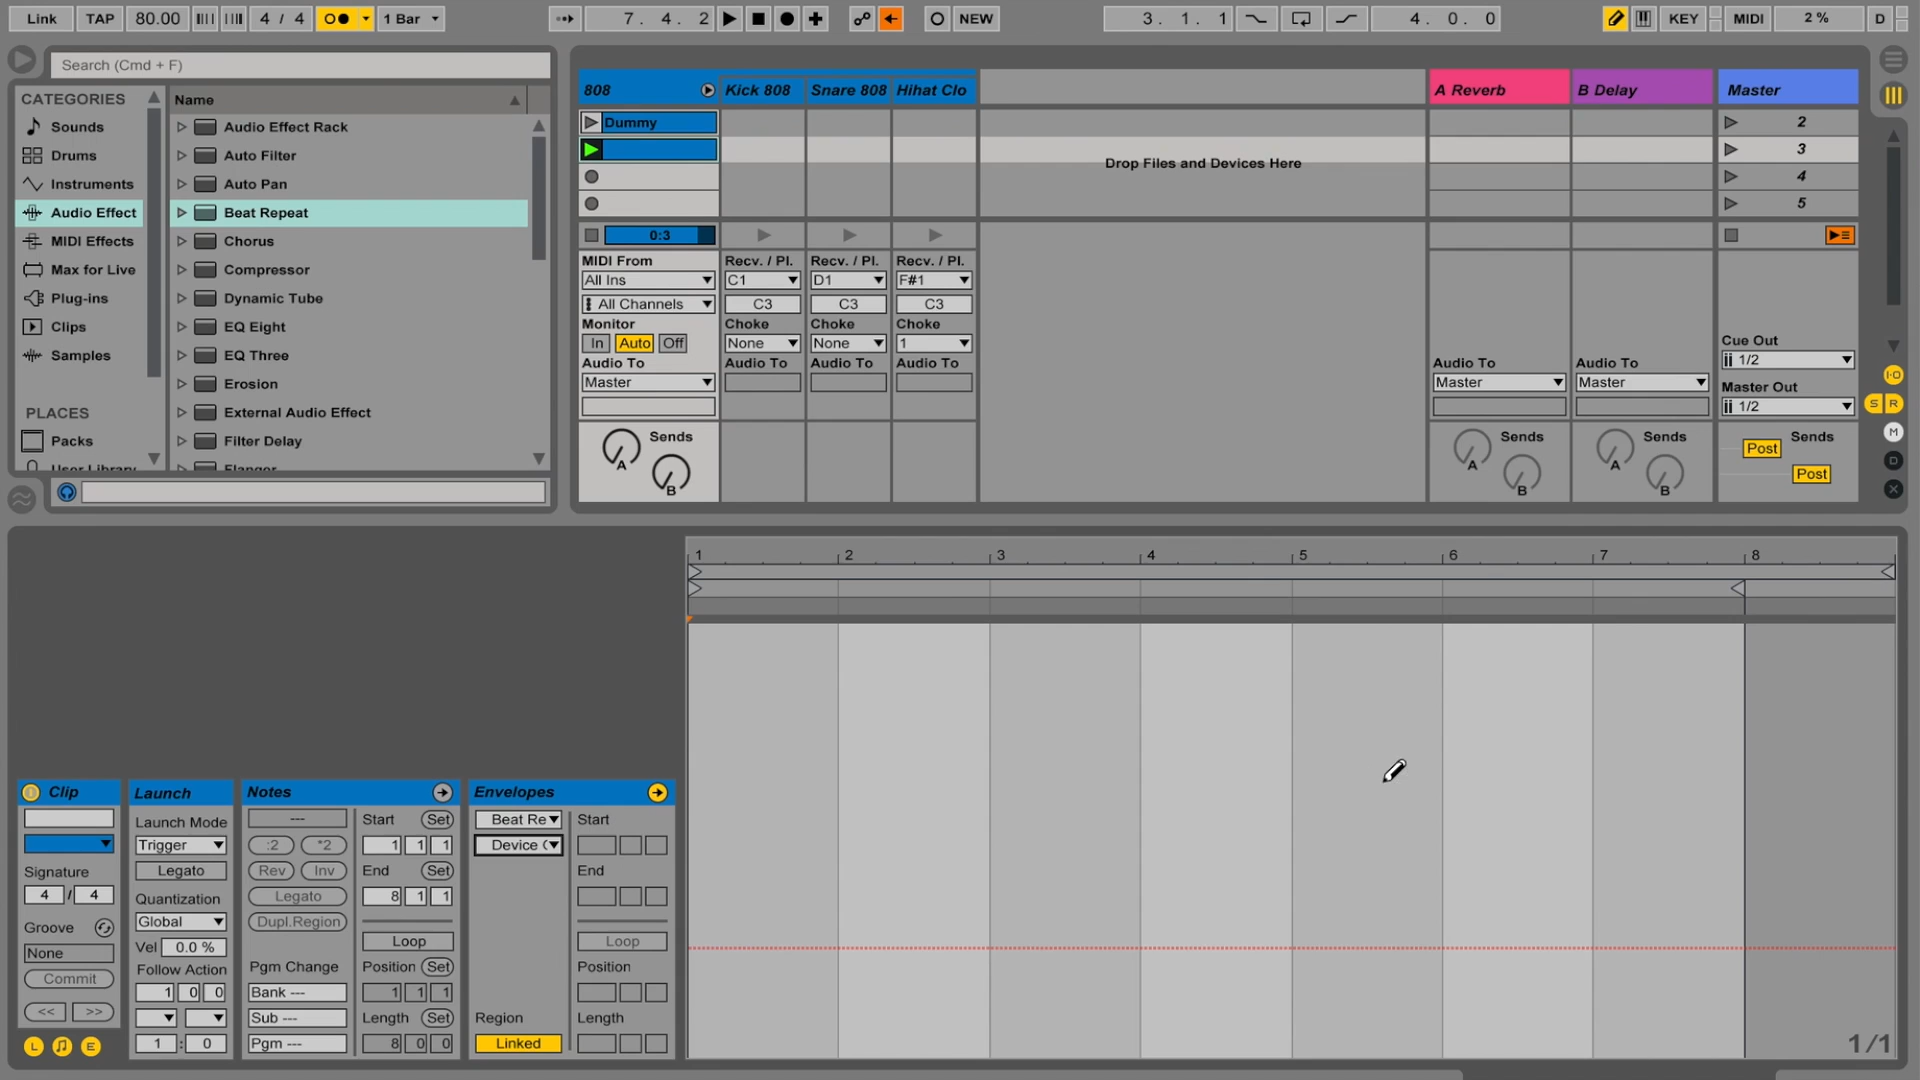 Link TAP 80.00 4 / 4 1 Bar 7. 4. 2 NEW 3. 1. 1 4. 0. 0 KEY MIDI 2 % D
Search (Cmd + F)
CATEGORIES
Sounds
Drums
Instruments
Audio Effect
MIDI Effects
Max for Live
Plug-ins
Clips
Samples
PLACES
Packs
User Library
Name
Audio Effect Rack
Auto Filter
Auto Pan
Beat Repeat
Chorus
Compressor
Dynamic Tube
EQ Eight
EQ Three
Erosion
External Audio Effect
Filter Delay
Flanger
808 Kick 808 Snare 808 Hihat Clo A Reverb B Delay Master
Dummy 2
3
Drop Files and Devices Here
4
5
0:3
MIDI From Recv. / Pl. Recv. / Pl. Recv. / Pl.
All Ins C1 D1 F#1
All Channels C3 C3 C3
Monitor Choke Choke Choke
In Auto Off None None 1
Cue Out
1/2
Audio To Audio To Audio To Audio To Audio To Audio To
Master Master Master
Master Out
1/2
Sends Sends Sends Sends
A B A B A B Post
Post
I·O
S R
M
D
X
1 2 3 4 5 6 7 8
Clip
Signature
4 / 4
Groove
None
Commit
<< >>
L E
Launch
Launch Mode
Trigger
Legato
Quantization
Global
Vel 0.0 %
Follow Action
1 0 0
1 : 0
Notes
---
:2 *2
Rev Inv
Legato
Dupl.Region
Pgm Change
Bank ---
Sub ---
Pgm ---
Start Set
1 1 1
End Set
8 1 1
Loop
Position Set
1 1 1
Length Set
8 0 0
Envelopes
Beat Re
Device (
Region
Linked
Start
End
Loop
Position
Length
1/1